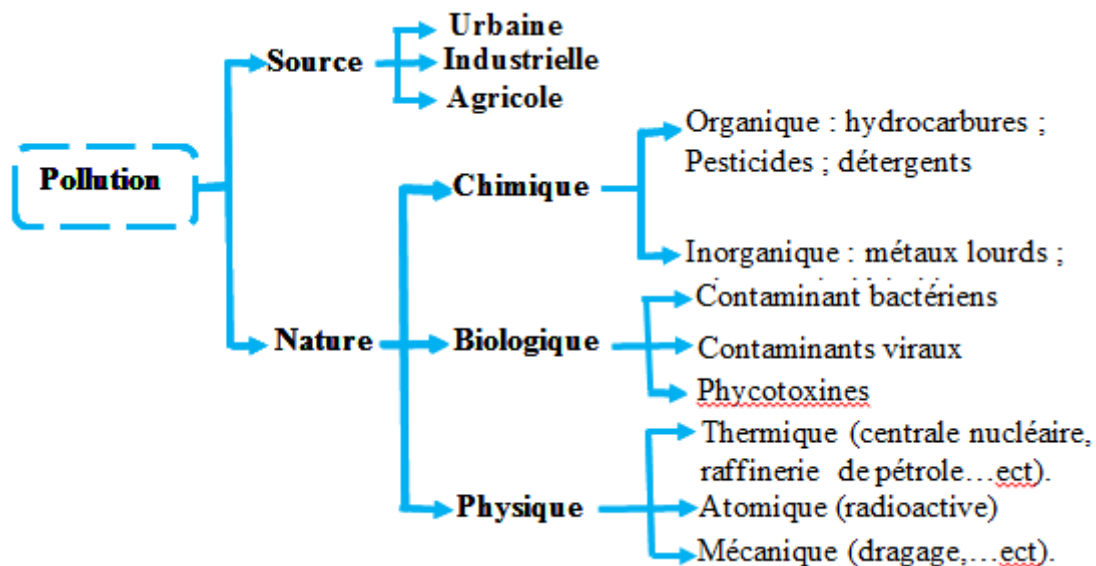 Urbaine
Source
Industrielle
Agricole
Pollution
Organique : hydrocarbures ;
Pesticides ; détergents
Chimique
Inorganique : métaux lourds ;
Contaminant bactériens
Nature
Biologique
Contaminants viraux
Phycotoxines
Thermique (centrale nucléaire,
raffinerie de pétrole…ect).
Physique
Atomique (radioactive)
Mécanique (dragage,…ect).